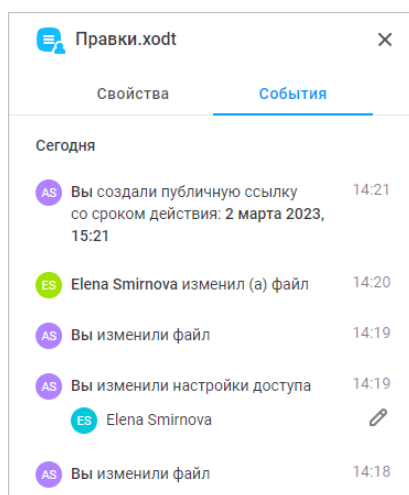 Правки.xodt
Свойства События
Сегодня
AS Вы создали публичную ссылку 14:21
со сроком действия: 2 марта 2023,
15:21
ES Elena Smirnova изменил (а) файл 14:20
AS Вы изменили файл 14:19
AS Вы изменили настройки доступа 14:19
ES Elena Smirnova
AS Вы изменили файл 14:18